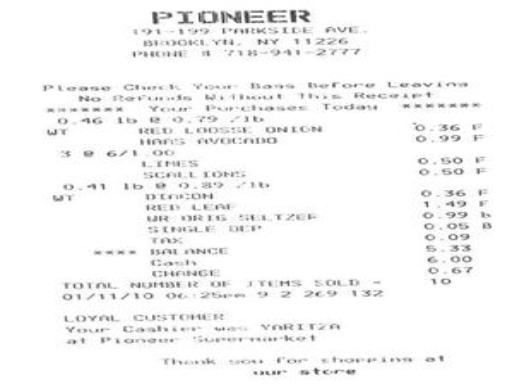 PIONEER
191-199 PARKSIDE AVE.
BROOKLYN, NY 11226
PHONE # 718-941-2777
Please Check Your Bags Before Leaving
No Refunds Without This Receipt
******* Your Purchases Today *******
0.46 lb @ 0.79 /lb
WT RED LOOSSE ONION 0.36 F
HAAS AVOCADO 0.99 F
3 @ 6/1.00
LIMES 0.50 F
SCALLIONS 0.50 F
0.41 lb @ 0.89 /lb
WT DIACON 0.36 F
RED LEAF 1.49 F
WR ORIG SELTZER 0.99 b
SINGLE DEP 0.05 B
TAX 0.09
**** BALANCE 5.33
Cash 6.00
CHANGE 0.67
TOTAL NUMBER OF ITEMS SOLD = 10
01/11/10 06:25pm 9 2 269 132
LOYAL CUSTOMER
Your Cashier was YARITZA
at Pioneer Supermarket
Thank you for shopping at
our store